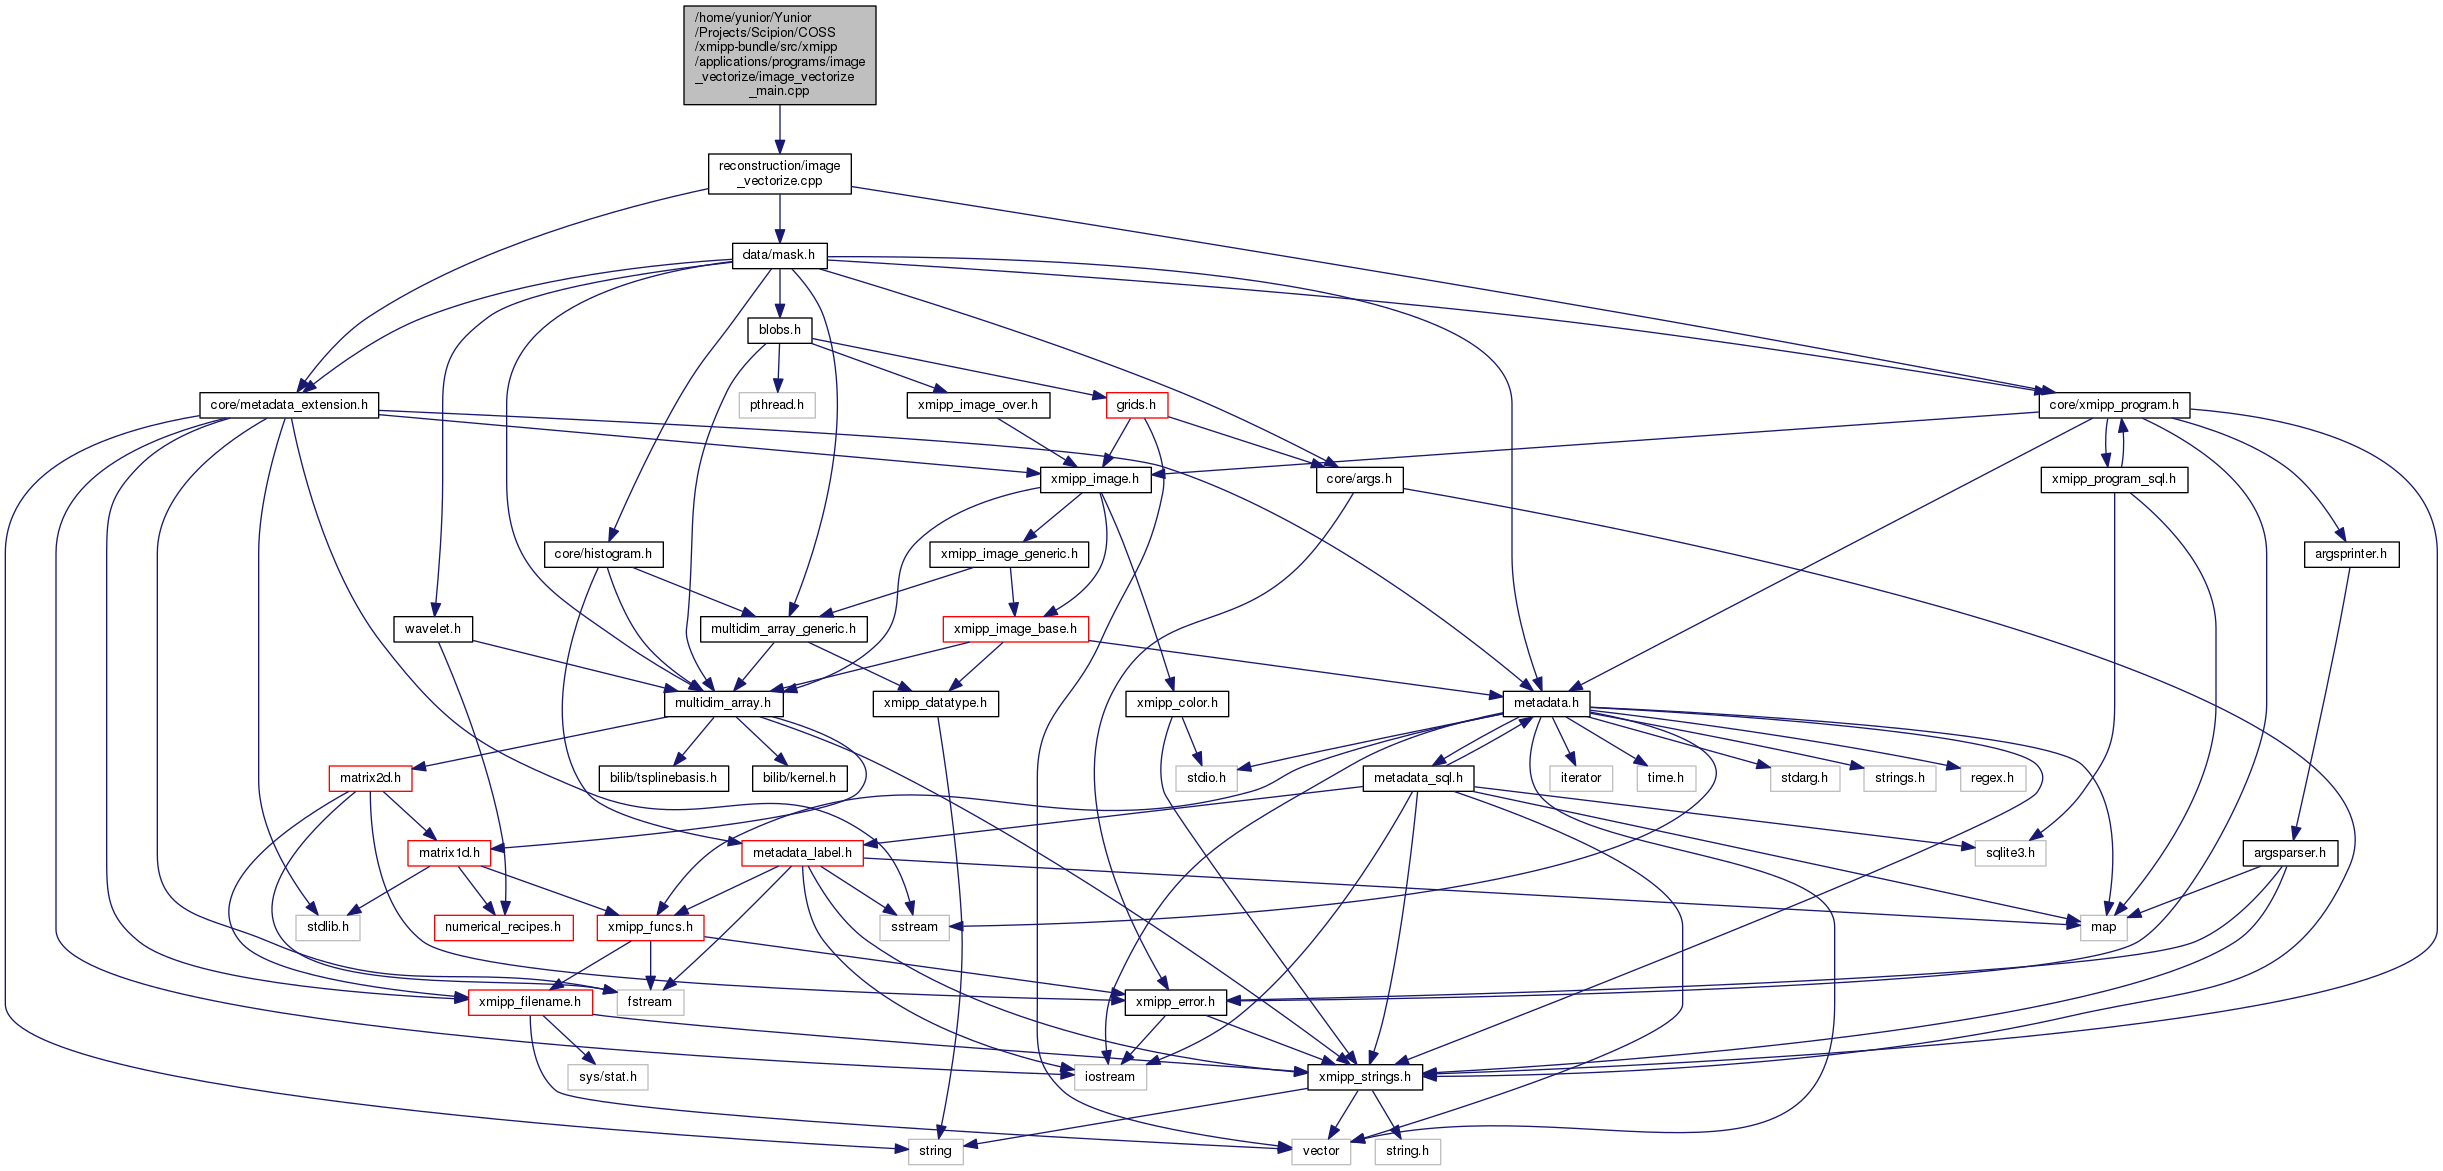 /home/yunior/Yunior
/Projects/Scipion/COSS
/xmipp-bundle/src/xmipp
/applications/programs/image
_vectorize/image_vectorize
_main.cpp
reconstruction/image
_vectorize.cpp
data/mask.h
blobs.h
core/metadata_extension.h
pthread.h
xmipp_image_over.h
grids.h
core/xmipp_program.h
xmipp_image.h
core/args.h
xmipp_program_sql.h
core/histogram.h
xmipp_image_generic.h
argsprinter.h
wavelet.h
multidim_array_generic.h
xmipp_image_base.h
multidim_array.h
xmipp_datatype.h
xmipp_color.h
metadata.h
matrix2d.h
bilib/tsplinebasis.h
bilib/kernel.h
stdio.h
metadata_sql.h
iterator
time.h
stdarg.h
strings.h
regex.h
matrix1d.h
metadata_label.h
sqlite3.h
argsparser.h
stdlib.h
numerical_recipes.h
xmipp_funcs.h
sstream
map
xmipp_filename.h
fstream
xmipp_error.h
sys/stat.h
iostream
xmipp_strings.h
string
vector
string.h